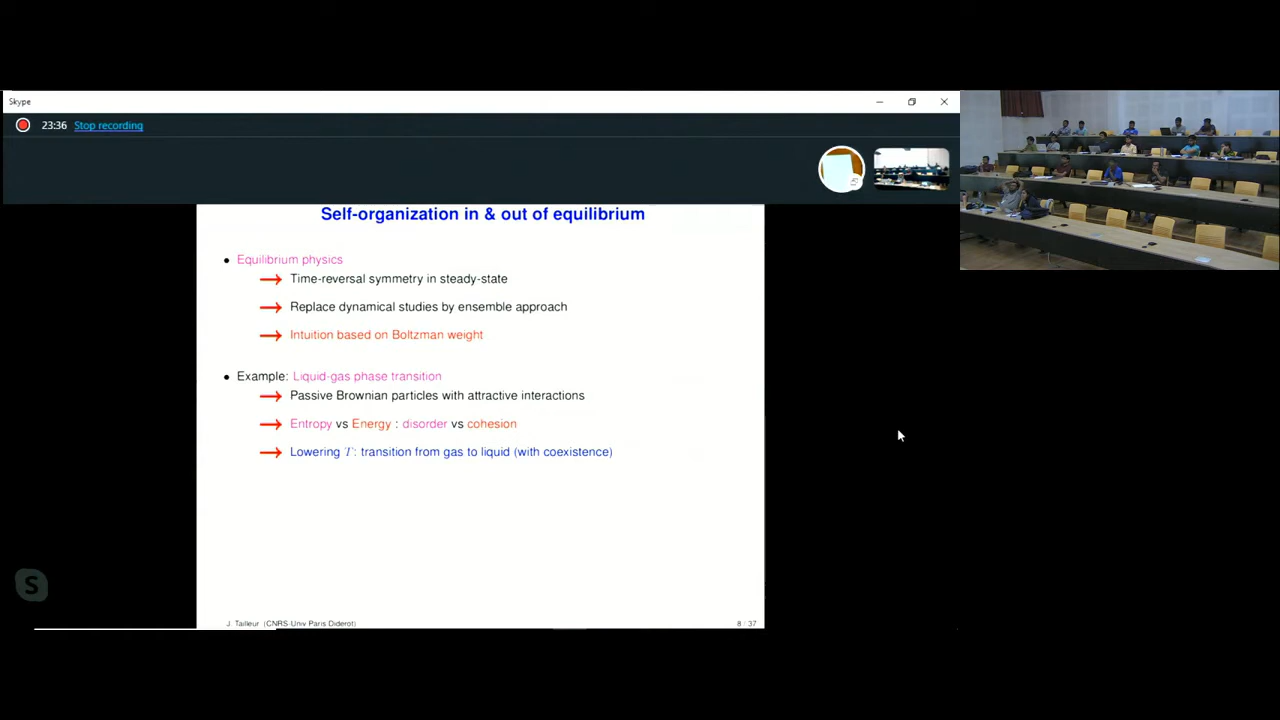 Skype
23:36 Stop recording
Self-organization in & out of equilibrium
• Equilibrium physics
→ Time-reversal symmetry in steady-state
→ Replace dynamical studies by ensemble approach
→ Intuition based on Boltzman weight
• Example: Liquid-gas phase transition
→ Passive Brownian particles with attractive interactions
→ Entropy vs Energy : disorder vs cohesion
→ Lowering T: transition from gas to liquid (with coexistence)
S
J. Tailleur (CNRS-Univ Paris Diderot)
8 / 37